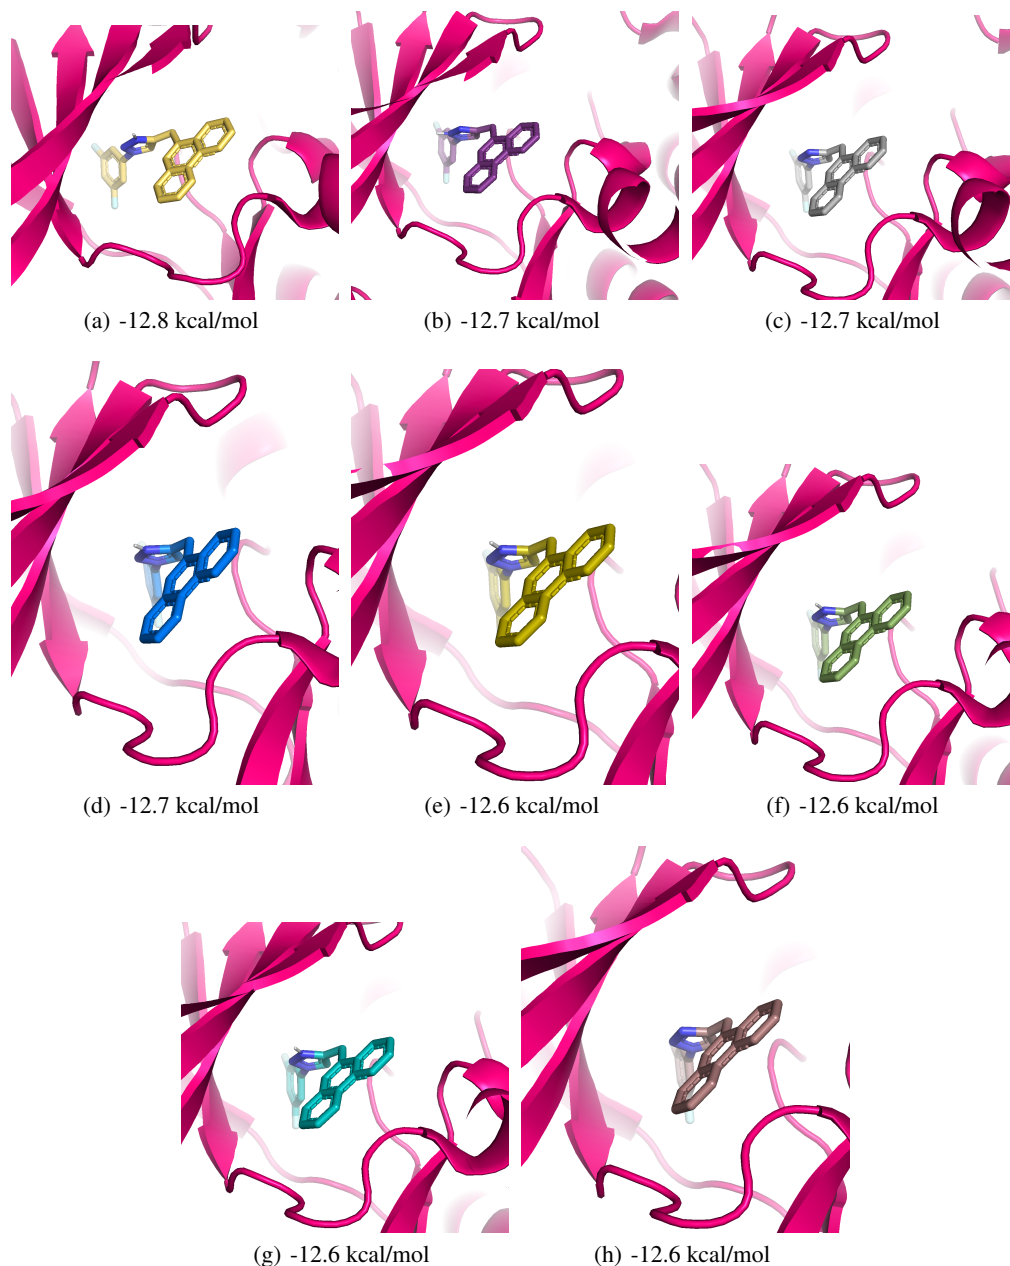 (a) -12.8 kcal/mol
(b) -12.7 kcal/mol
(c) -12.7 kcal/mol
(d) -12.7 kcal/mol
(e) -12.6 kcal/mol
(f) -12.6 kcal/mol
(g) -12.6 kcal/mol
(h) -12.6 kcal/mol